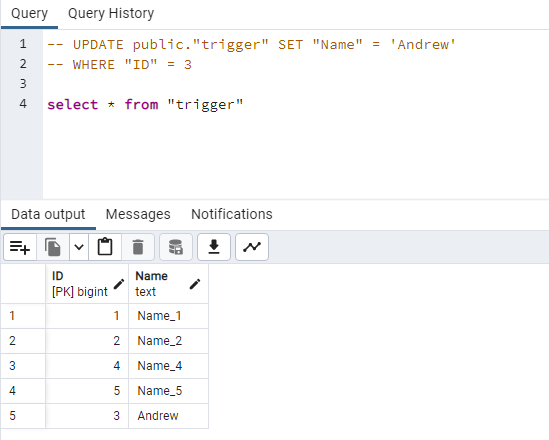 Query Query History
1 -- UPDATE public."trigger" SET "Name" = 'Andrew'
2 -- WHERE "ID" = 3
3
4 select * from "trigger"
Data output Messages Notifications
ID Name
[PK] bigint text
1 1 Name_1
2 2 Name_2
3 4 Name_4
4 5 Name_5
5 3 Andrew